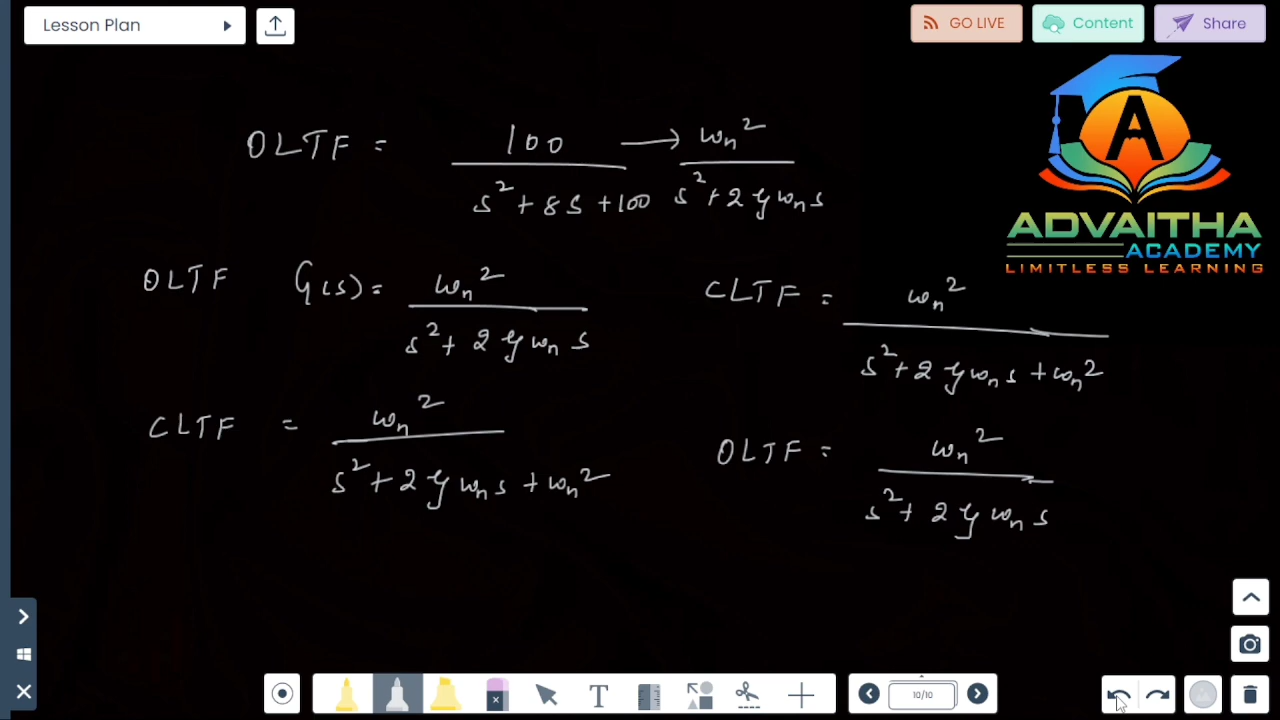 Lesson Plan
GO LIVE
Content
Share
A
ADVAITHA
ACADEMY
LIMITLESS LEARNING
OLTF = 100 / (s² + 8s + 100) → ωn² / (s² + 2ζωn s)
OLTF G(s) = ωn² / (s² + 2ζωn s)
CLTF = ωn² / (s² + 2ζωn s + ωn²)
CLTF = ωn² / (s² + 2ζωn s + ωn²)
OLTF = ωn² / (s² + 2ζωn s)
T
10/10